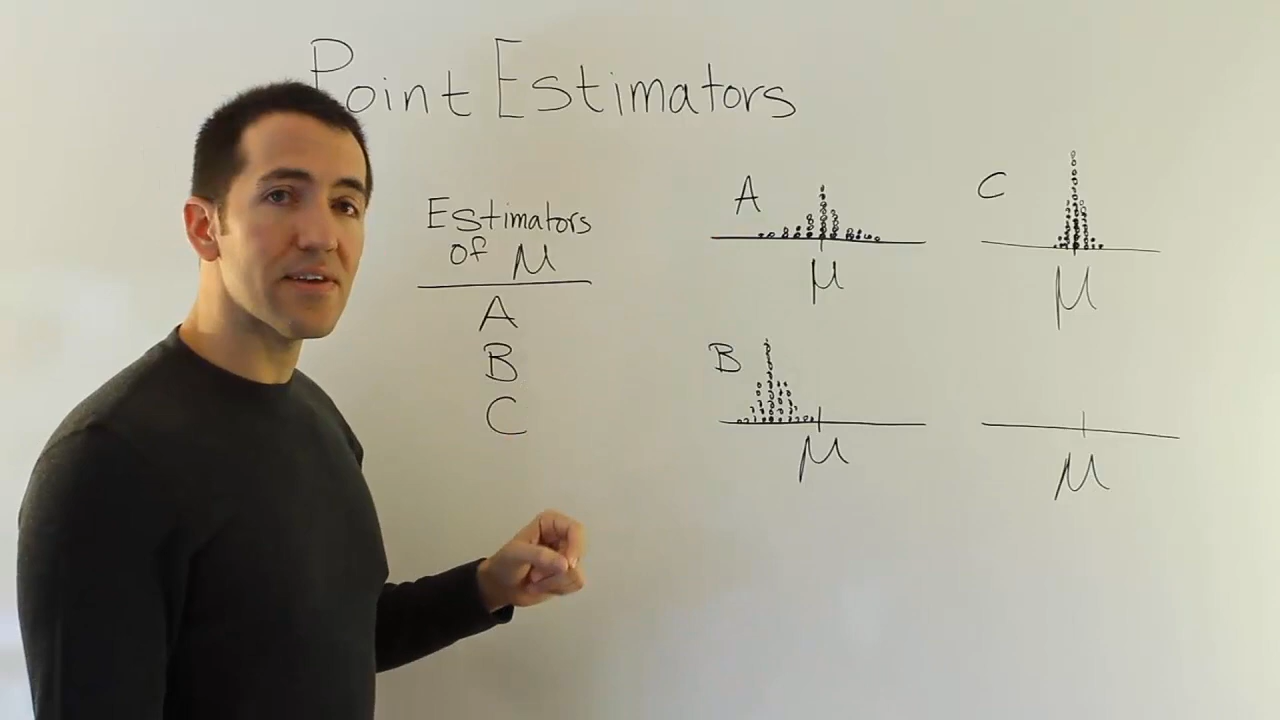 Point Estimators
Estimators
of μ
A
B
C
A
μ
C
μ
B
μ
μ